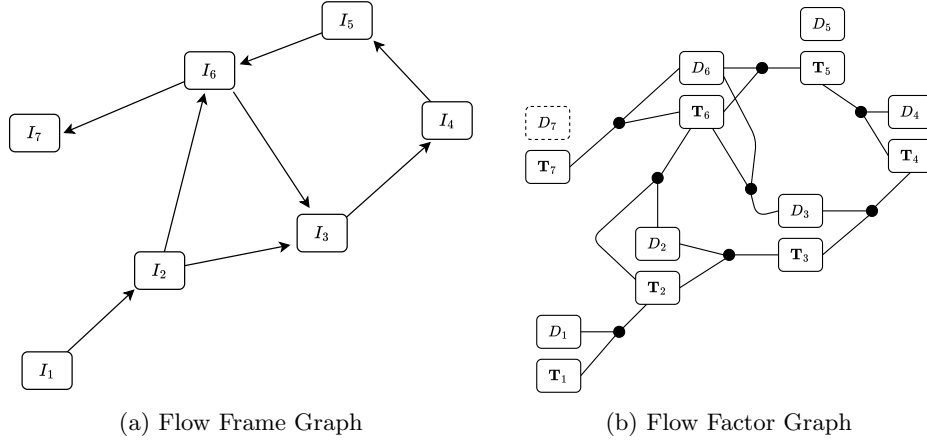 I₅
I₆
I₄
I₇
I₃
I₂
I₁
(a) Flow Frame Graph
D₅
D₆
T₅
T₆
D₄
D₇
T₄
T₇
D₃
D₂
T₃
T₂
D₁
T₁
(b) Flow Factor Graph